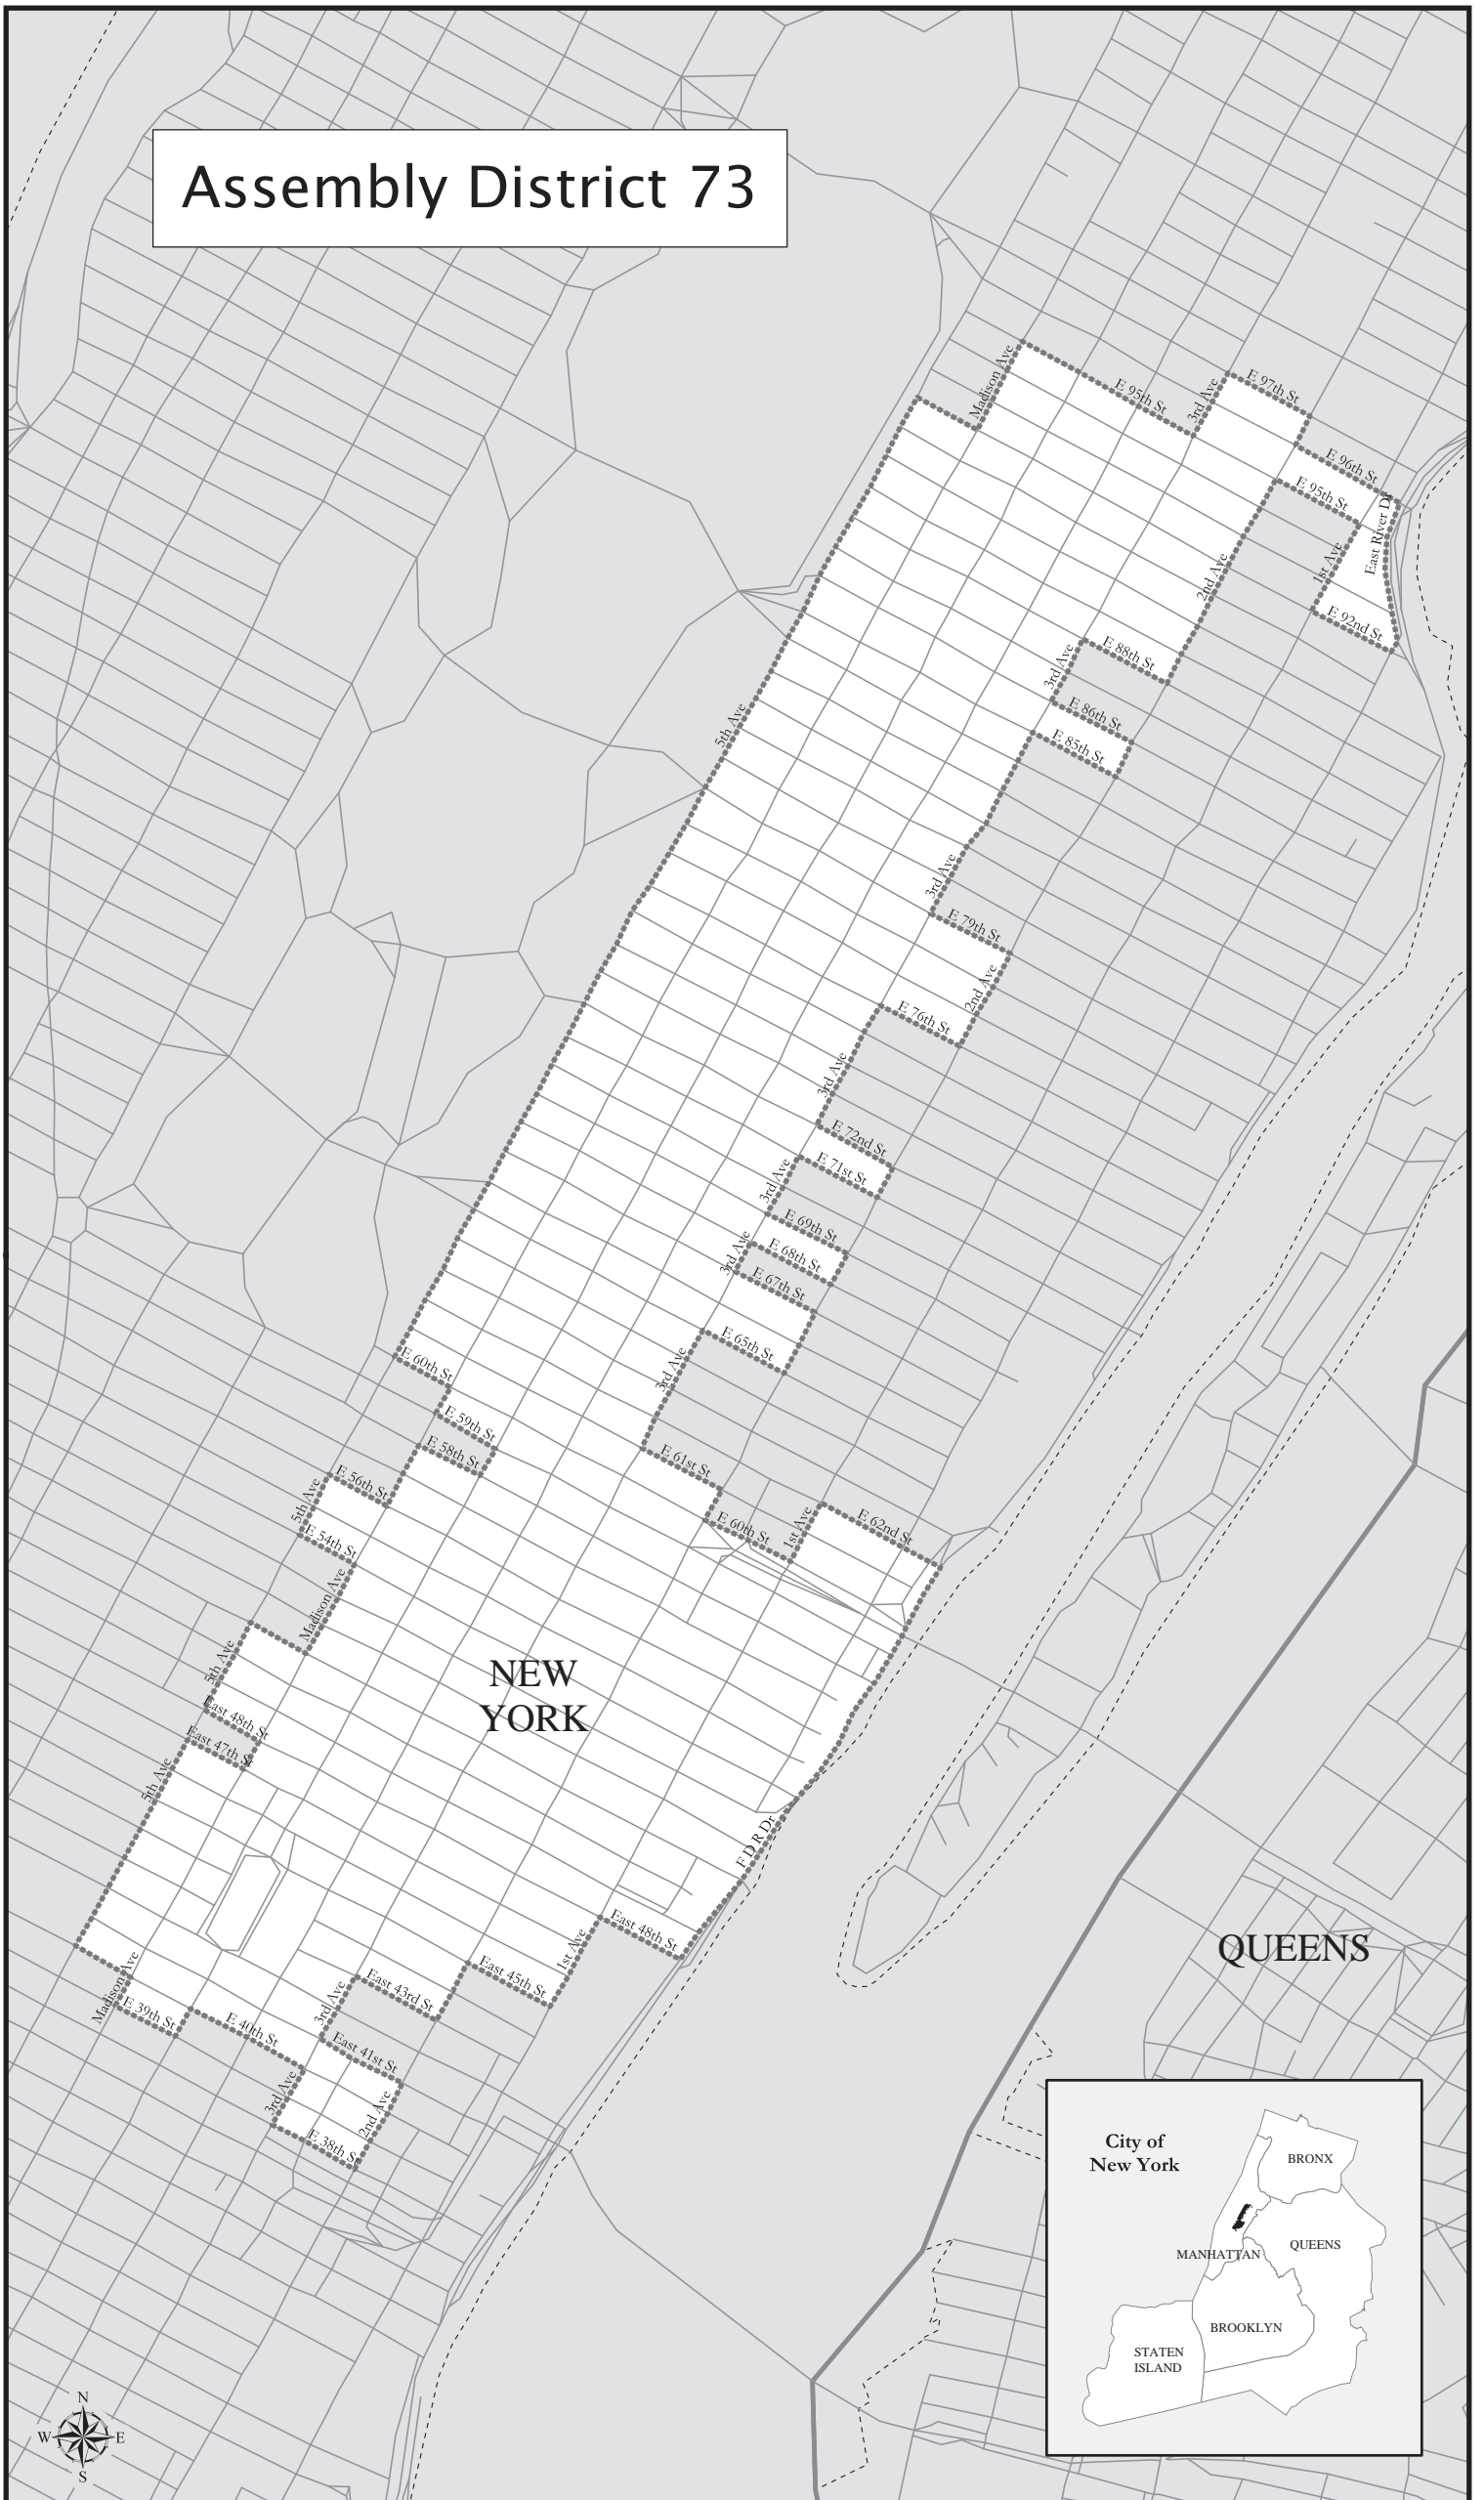 Assembly District 73
Madison Ave
E 95th St
3rd Ave
E 97th St
E 96th St
E 95th St
East River Dr
1st Ave
E 92nd St
2nd Ave
E 88th St
3rd Ave
E 86th St
E 85th St
5th Ave
3rd Ave
E 79th St
2nd Ave
E 76th St
3rd Ave
E 72nd St
E 71st St
3rd Ave
E 69th St
E 68th St
3rd Ave
E 67th St
E 65th St
3rd Ave
E 60th St
E 59th St
E 58th St
E 61st St
E 56th St
5th Ave
E 54th St
E 60th St
1st Ave
E 62nd St
Madison Ave
5th Ave
NEW
YORK
East 48th St
East 47th St
5th Ave
F D R Dr
East 48th St
1st Ave
East 45th St
East 43rd St
3rd Ave
Madison Ave
E 39th St
E 40th St
East 41st St
3rd Ave
2nd Ave
E 38th St
QUEENS
City of
New York
BRONX
QUEENS
MANHATTAN
BROOKLYN
STATEN
ISLAND
N
W
E
S